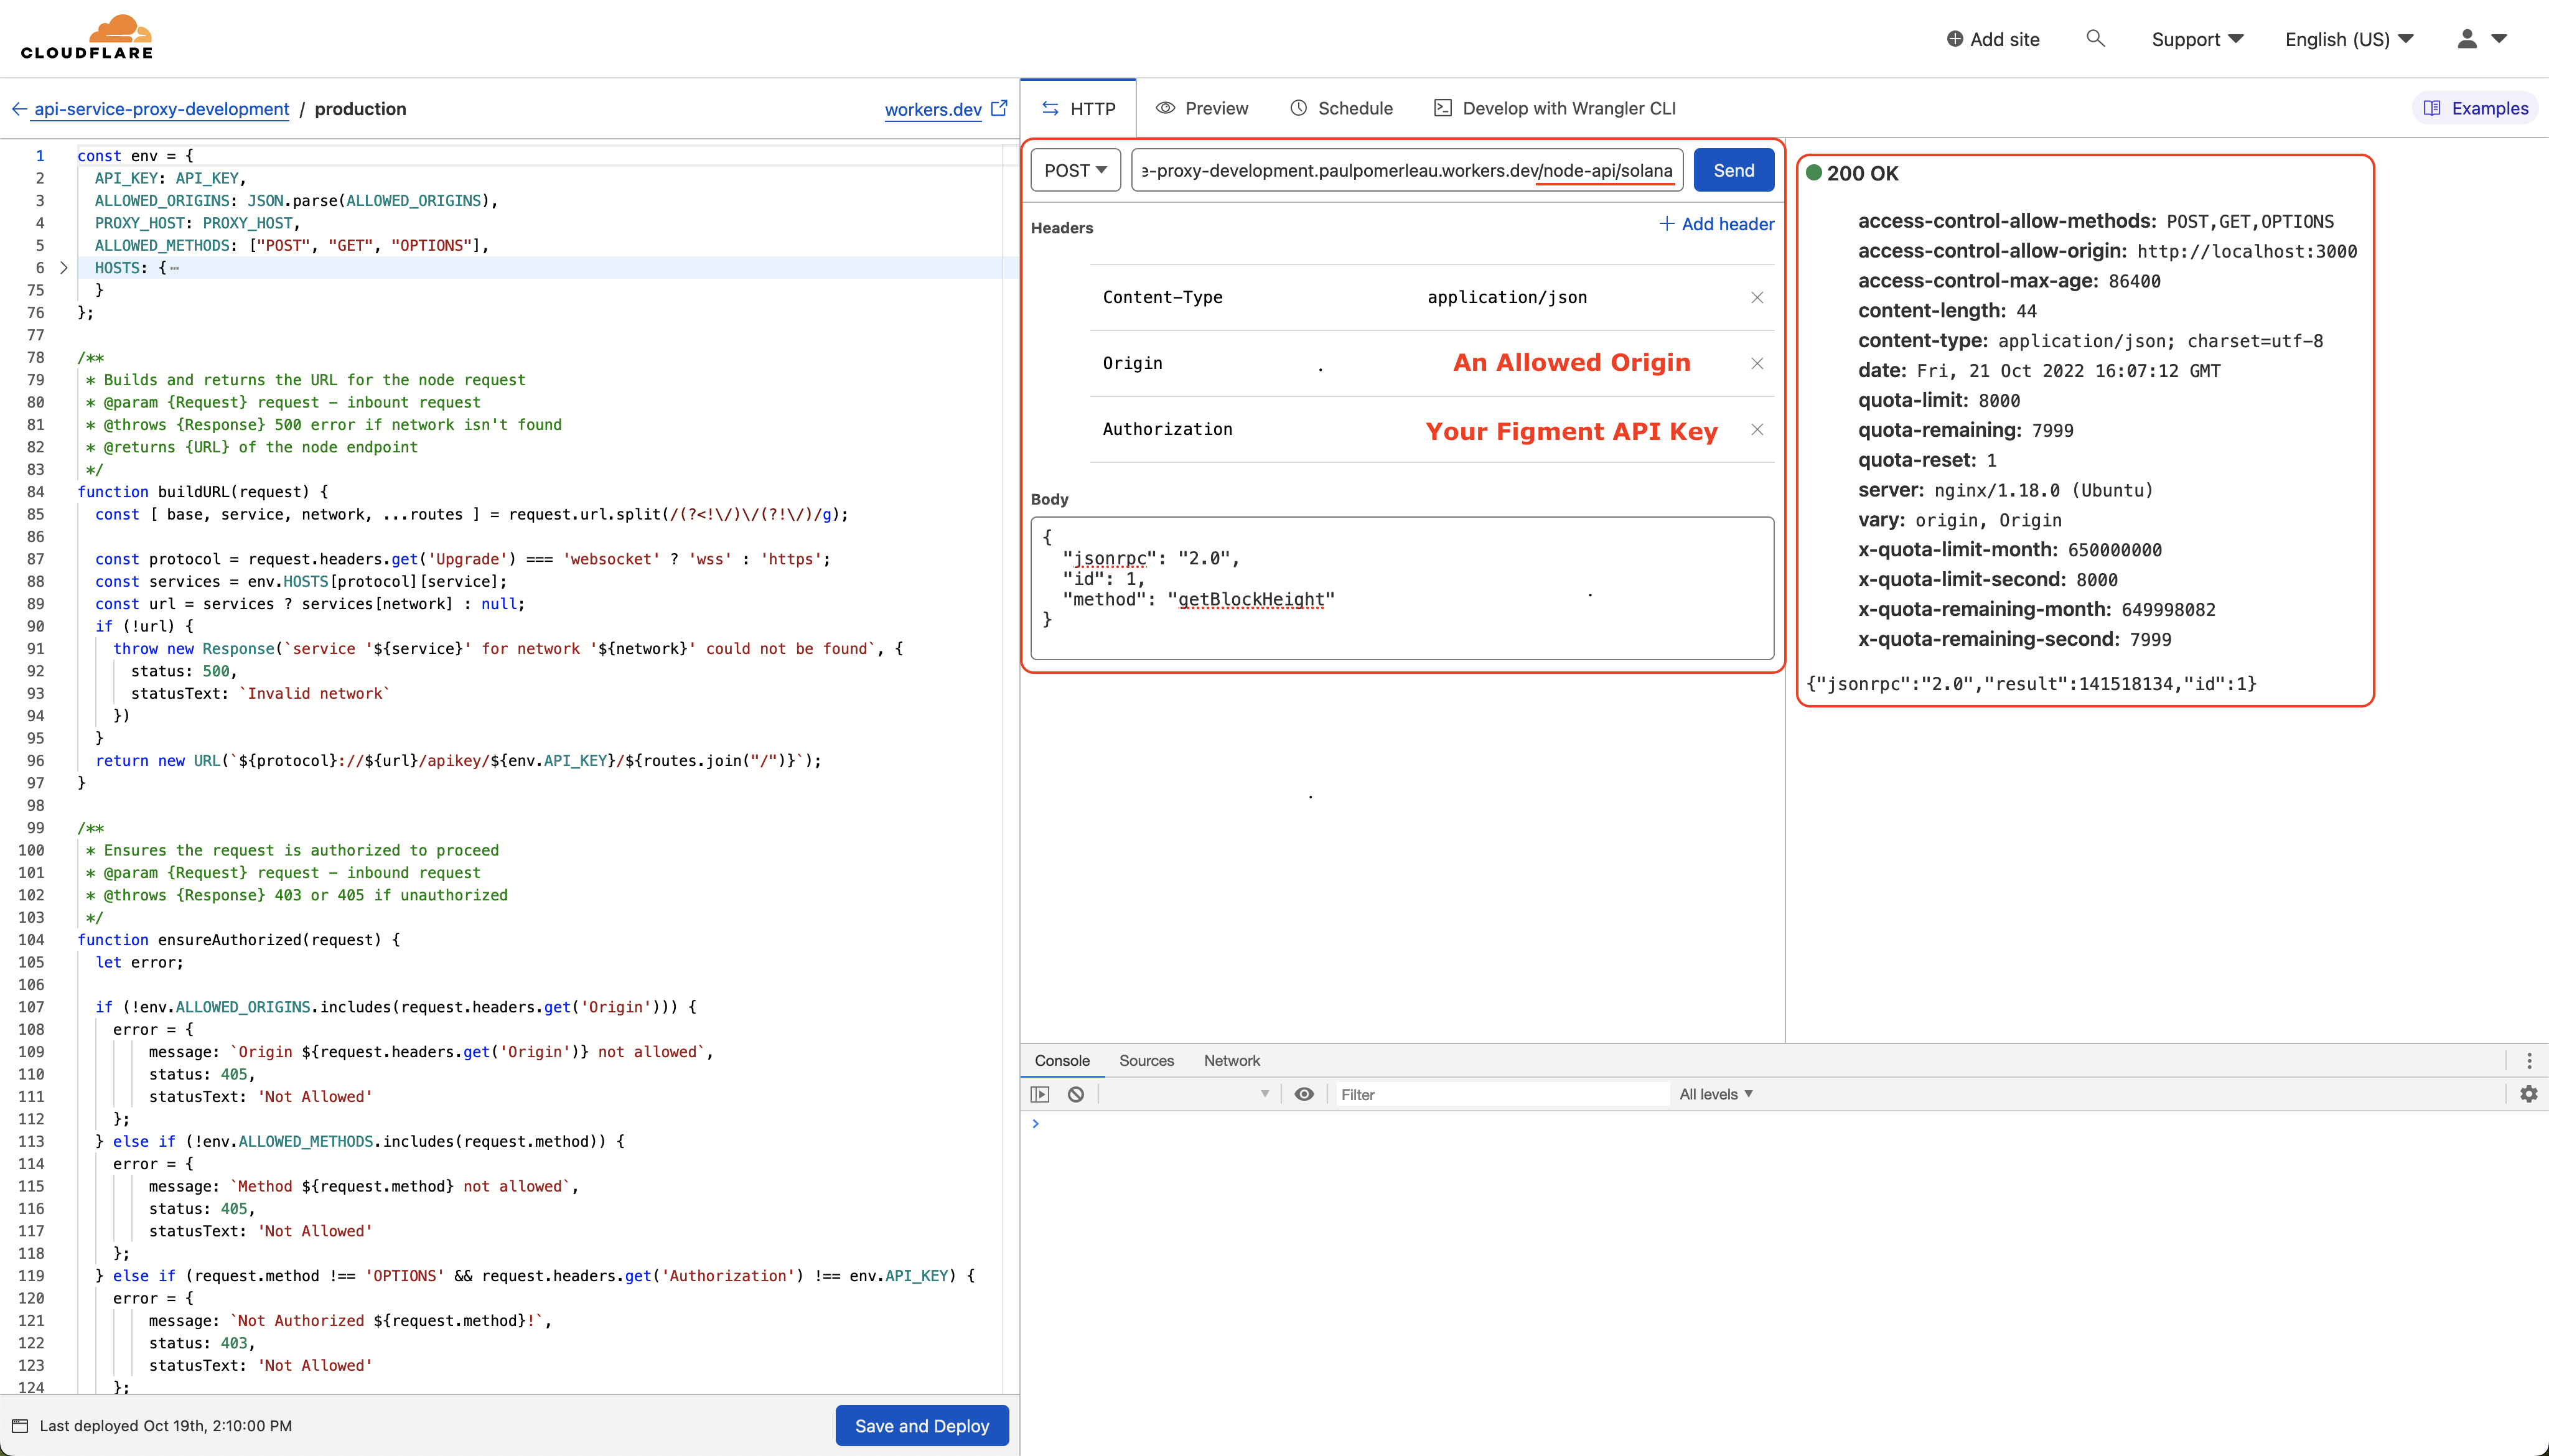 CLOUDFLARE
Add site
Support
English (US)
api-service-proxy-development / production
workers.dev
HTTP
Preview
Schedule
Develop with Wrangler CLI
Examples
1 const env = {
2 API_KEY: API_KEY,
3 ALLOWED_ORIGINS: JSON.parse(ALLOWED_ORIGINS),
4 PROXY_HOST: PROXY_HOST,
5 ALLOWED_METHODS: ["POST", "GET", "OPTIONS"],
6 HOSTS: {⋯
75 }
76 };
77
78 /**
79 * Builds and returns the URL for the node request
80 * @param {Request} request – inbount request
81 * @throws {Response} 500 error if network isn't found
82 * @returns {URL} of the node endpoint
83 */
84 function buildURL(request) {
85 const [ base, service, network, ...routes ] = request.url.split(/(?<!\/)\/(?!\/)/g);
86
87 const protocol = request.headers.get('Upgrade') === 'websocket' ? 'wss' : 'https';
88 const services = env.HOSTS[protocol][service];
89 const url = services ? services[network] : null;
90 if (!url) {
91 throw new Response(`service '${service}' for network '${network}' could not be found`, {
92 status: 500,
93 statusText: `Invalid network`
94 })
95 }
96 return new URL(`${protocol}://${url}/apikey/${env.API_KEY}/${routes.join("/")}`);
97 }
98
99 /**
100 * Ensures the request is authorized to proceed
101 * @param {Request} request – inbound request
102 * @throws {Response} 403 or 405 if unauthorized
103 */
104 function ensureAuthorized(request) {
105 let error;
106
107 if (!env.ALLOWED_ORIGINS.includes(request.headers.get('Origin'))) {
108 error = {
109 message: `Origin ${request.headers.get('Origin')} not allowed`,
110 status: 405,
111 statusText: 'Not Allowed'
112 };
113 } else if (!env.ALLOWED_METHODS.includes(request.method)) {
114 error = {
115 message: `Method ${request.method} not allowed`,
116 status: 405,
117 statusText: 'Not Allowed'
118 };
119 } else if (request.method !== 'OPTIONS' && request.headers.get('Authorization') !== env.API_KEY) {
120 error = {
121 message: `Not Authorized ${request.method}!`,
122 status: 403,
123 statusText: 'Not Allowed'
124 };
Last deployed Oct 19th, 2:10:00 PM
Save and Deploy
POST
e-proxy-development.paulpomerleau.workers.dev/node-api/solana
Send
Headers
Add header
Content-Type application/json
Origin An Allowed Origin
Authorization Your Figment API Key
Body
{
"jsonrpc": "2.0",
"id": 1,
"method": "getBlockHeight"
}
200 OK
access-control-allow-methods: POST,GET,OPTIONS
access-control-allow-origin: http://localhost:3000
access-control-max-age: 86400
content-length: 44
content-type: application/json; charset=utf-8
date: Fri, 21 Oct 2022 16:07:12 GMT
quota-limit: 8000
quota-remaining: 7999
quota-reset: 1
server: nginx/1.18.0 (Ubuntu)
vary: origin, Origin
x-quota-limit-month: 650000000
x-quota-limit-second: 8000
x-quota-remaining-month: 649998082
x-quota-remaining-second: 7999
{"jsonrpc":"2.0","result":141518134,"id":1}
Console
Sources
Network
Filter
All levels